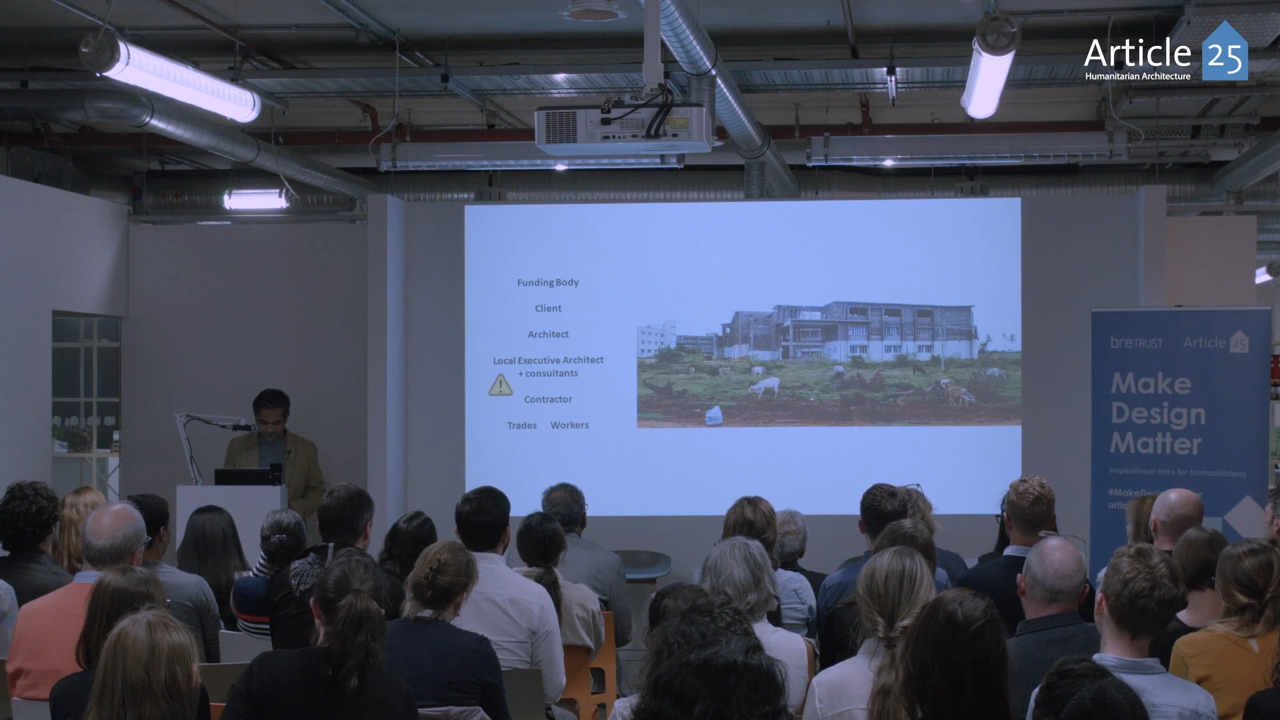 Article 25
Humanitarian Architecture
Funding Body
Client
Architect
Local Executive Architect
+ consultants
Contractor
Trades Workers
breTRUST Article 25
Make
Design
Matter
inspirational talks for humanitarians